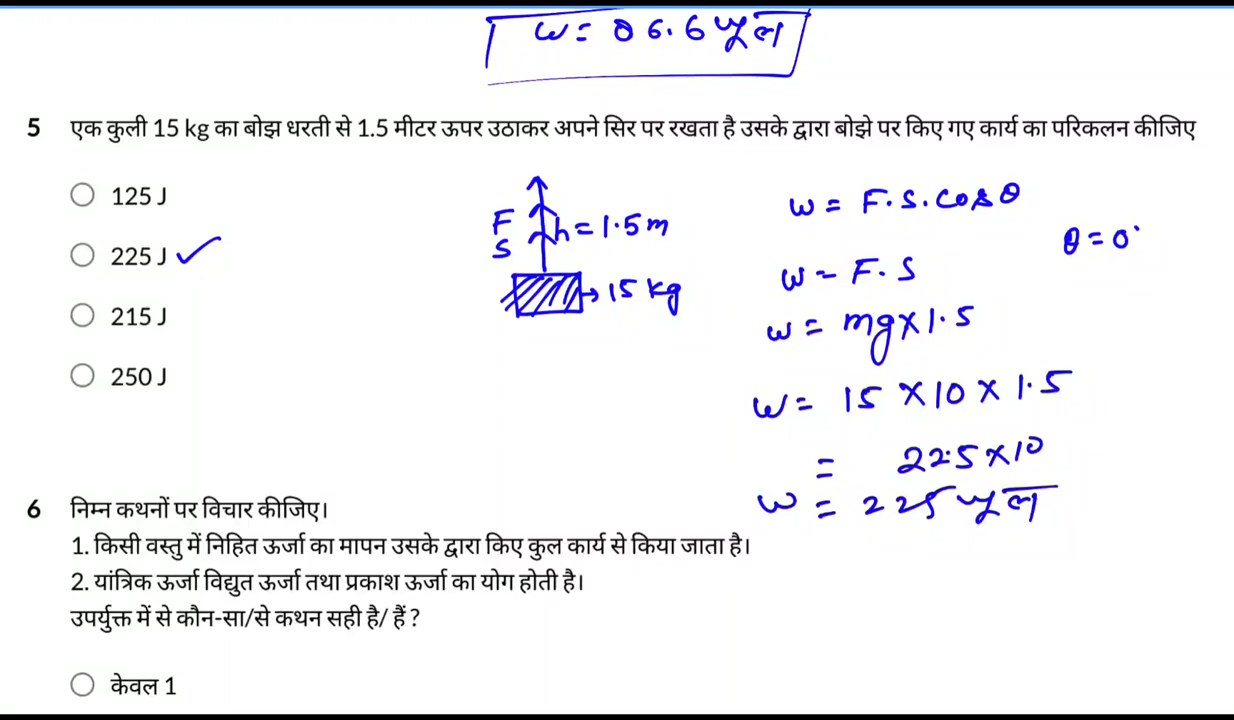 w = 86.6 जूल
5 एक कुली 15 kg का बोझ धरती से 1.5 मीटर ऊपर उठाकर अपने सिर पर रखता है उसके द्वारा बोझे पर किए गए कार्य का परिकलन कीजिए
125 J
225 J
215 J
250 J
F
S
h = 1.5 m
15 kg
w = F.S.cosθ
θ = 0°
w = F.S
w = mg×1.5
w = 15 × 10 × 1.5
= 22.5×10
w = 225 जूल
6 निम्न कथनों पर विचार कीजिए।
1. किसी वस्तु में निहित ऊर्जा का मापन उसके द्वारा किए कुल कार्य से किया जाता है।
2. यांत्रिक ऊर्जा विद्युत ऊर्जा तथा प्रकाश ऊर्जा का योग होती है।
उपर्युक्त में से कौन-सा/से कथन सही है/ हैं ?
केवल 1